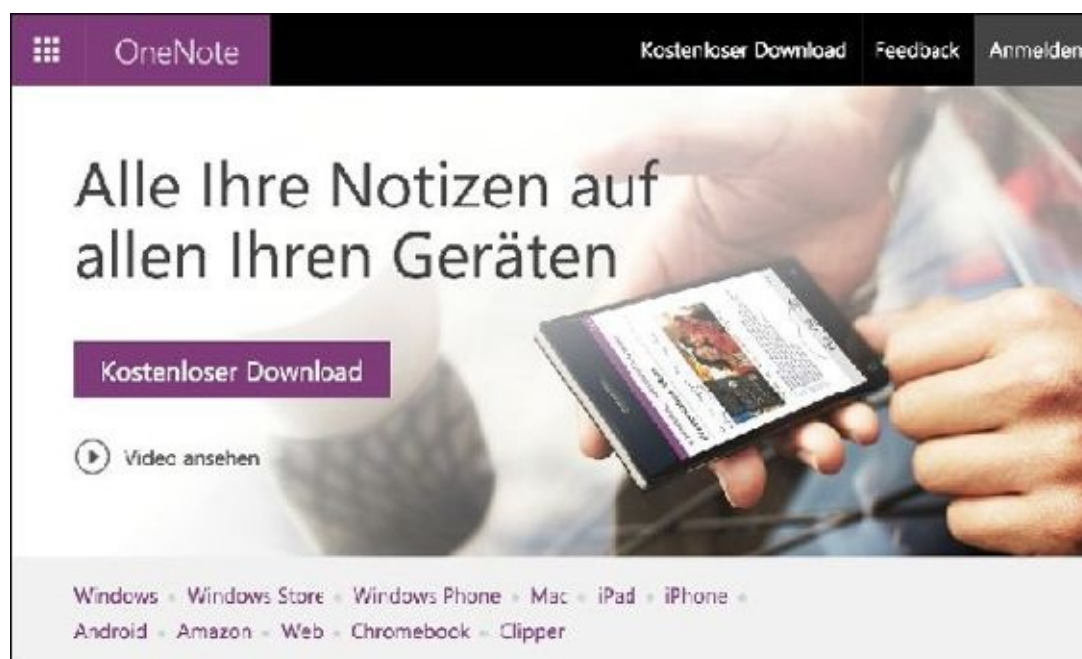 OneNote
Kostenloser Download
Feedback
Anmelden
Alle Ihre Notizen auf
allen Ihren Geräten
Kostenloser Download
Video ansehen
Windows Windows Store Windows Phone Mac iPad iPhone
Android Amazon Web Chromebook Clipper